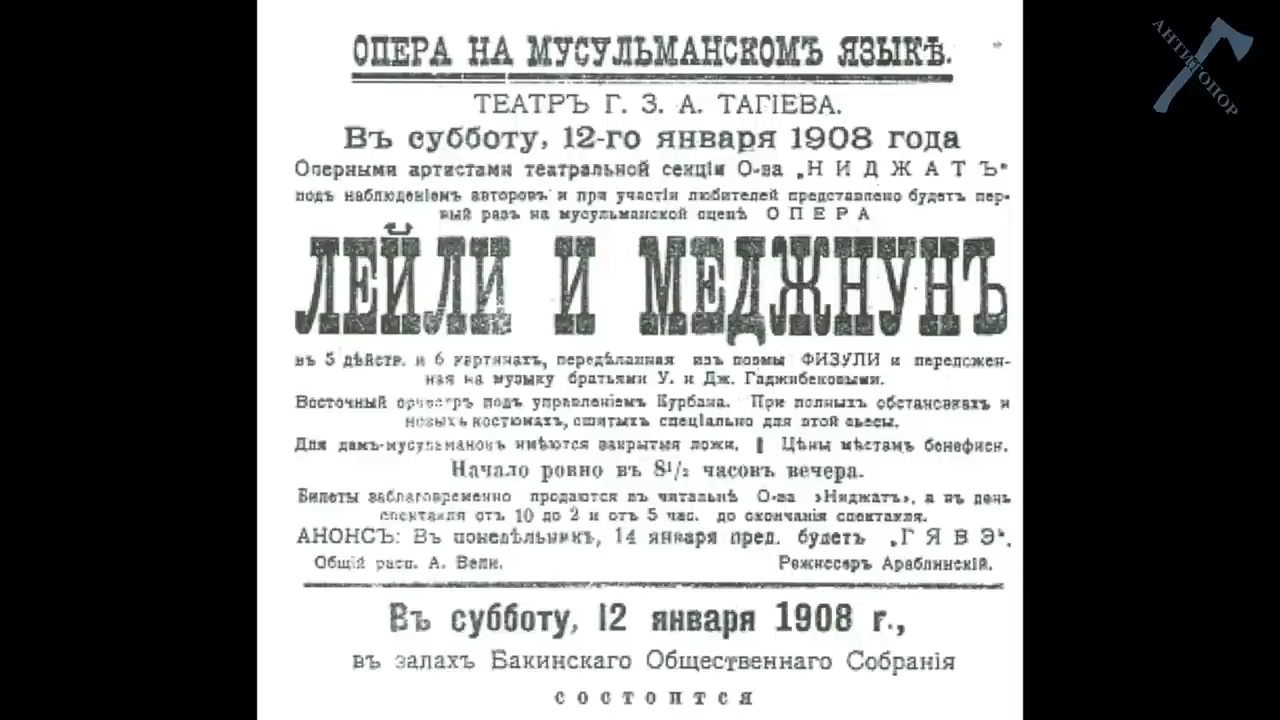 ОПЕРА НА МУСУЛЬМАНСКОМЪ ЯЗЫКѢ.
АНТИТОПОР
ТЕАТРЪ Г. З. А. ТАГІЕВА.
Въ субботу, 12-го января 1908 года
Оперными артистами театральной секціи О-ва „НИДЖАТЪ"
подъ наблюденіемъ авторовъ и при участіи любителей представлено будетъ пер-
вый разъ на мусульманской сценѣ ОПЕРА
ЛЕЙЛИ И МЕДЖНУНЪ
въ 5 дѣйств. и 6 картинахъ, передѣланная изъ поэмы ФИЗУЛИ и переложен-
ная на музыку братьями У. и Дж. Гаджибековыми.
Восточный оркестръ подъ управленіемъ Курбана. При полныхъ обстановкахъ и
новыхъ костюмахъ, сшитыхъ спеціально для этой пьесы.
Для дамъ-мусульманокъ имѣются закрытыя ложи. | Цѣны мѣстамъ бенефисн.
Начало ровно въ 8½ часовъ вечера.
Билеты заблаговременно продаются въ читальнѣ О-ва »Ниджатъ», а въ день
спектакля отъ 10 до 2 и отъ 5 час. до окончанія спектакля.
АНОНСЪ: Въ понедѣльникъ, 14 января пред. будетъ „ГЯВЭ".
Общій расп. А. Вели. Режиссеръ Араблинскій.
Въ субботу, 12 января 1908 г.,
въ залахъ Бакинскаго Общественнаго Собранія
состоится